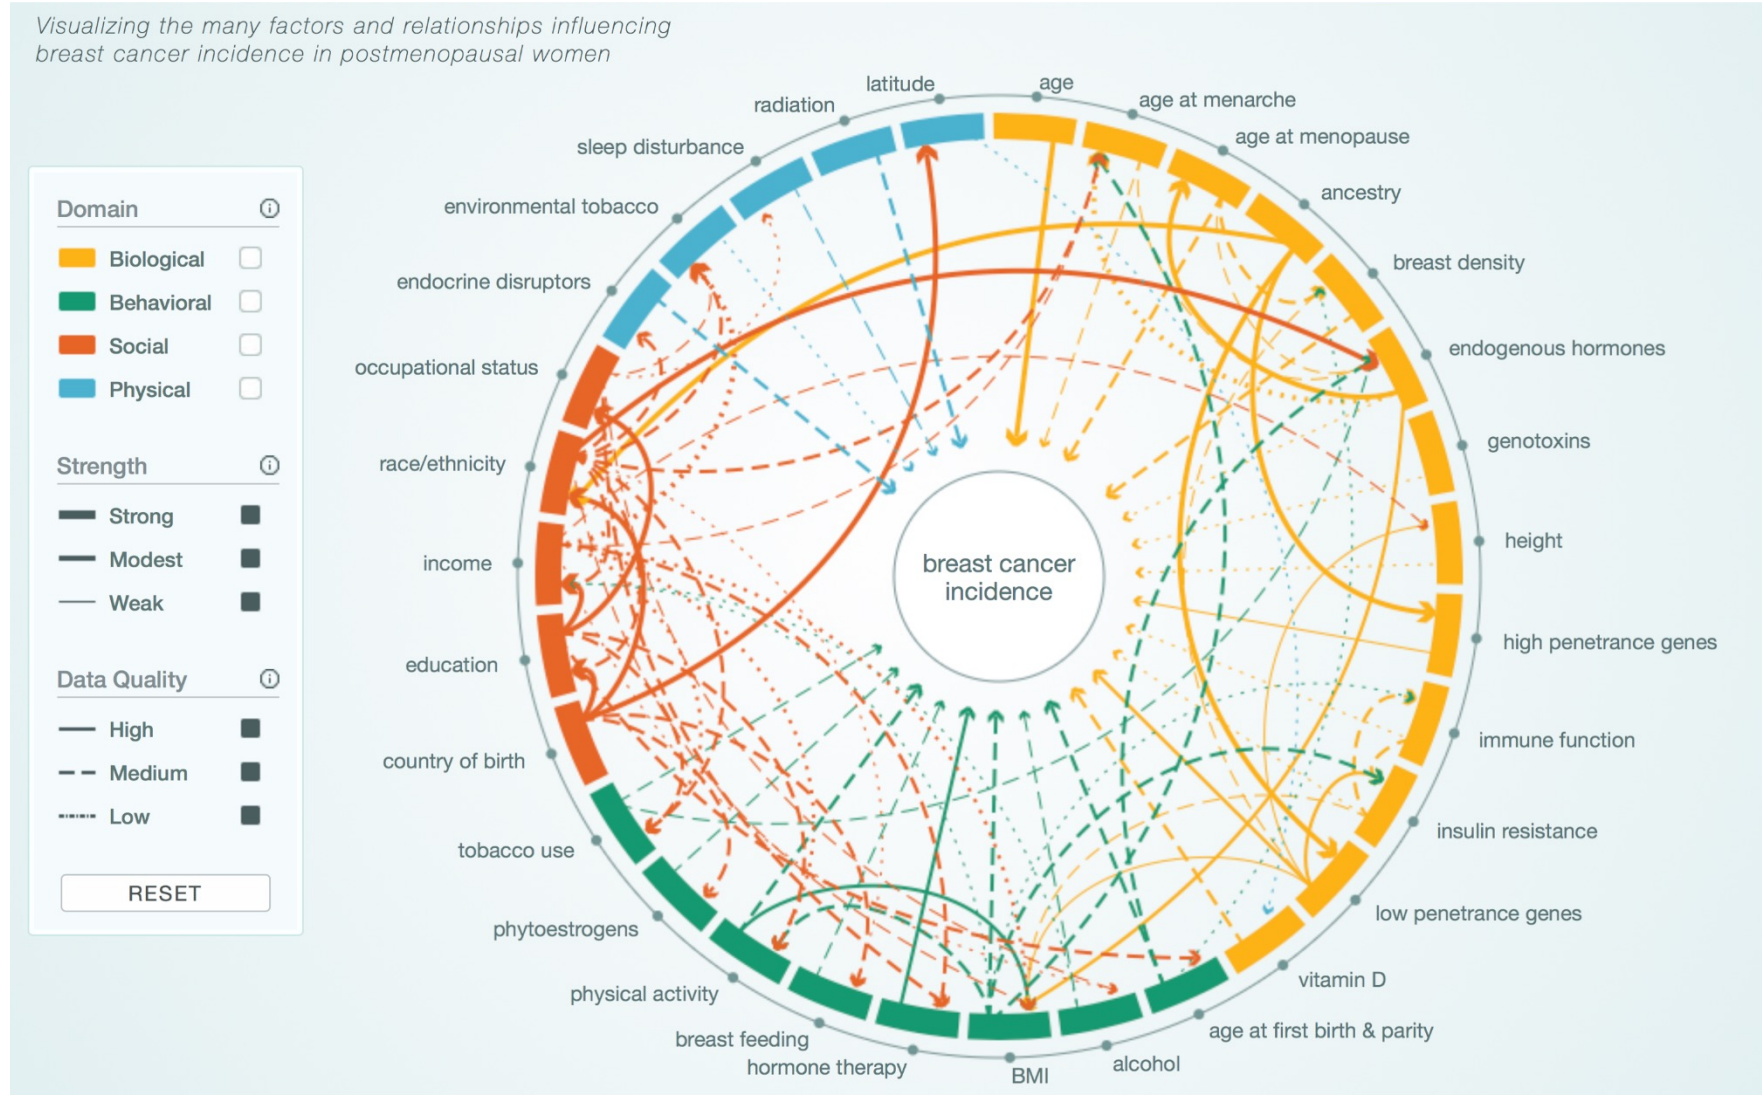 Visualizing the many factors and relationships influencing
breast cancer incidence in postmenopausal women
Domain
Biological
Behavioral
Social
Physical
Strength
Strong
Modest
Weak
Data Quality
High
Medium
Low
RESET
latitude
radiation
sleep disturbance
environmental tobacco
endocrine disruptors
occupational status
race/ethnicity
income
education
country of birth
tobacco use
phytoestrogens
physical activity
breast feeding
hormone therapy
BMI
alcohol
age at first birth & parity
vitamin D
low penetrance genes
insulin resistance
immune function
high penetrance genes
height
genotoxins
endogenous hormones
breast density
ancestry
age at menopause
age at menarche
age
breast cancer
incidence